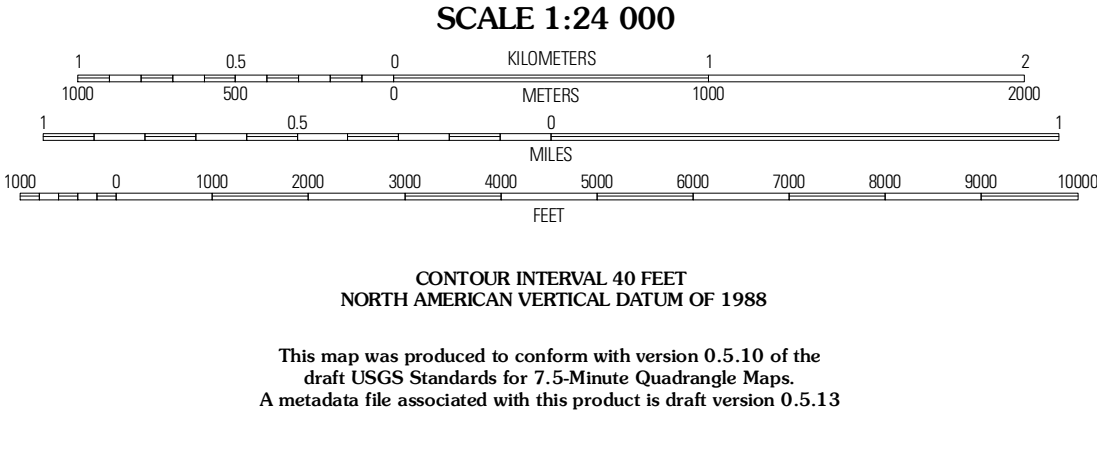 SCALE 1:24 000
1 0.5 0 KILOMETERS 1 2
1000 500 0 METERS 1000 2000
1 0.5 0 1
MILES
1000 0 1000 2000 3000 4000 5000 6000 7000 8000 9000 10000
FEET
CONTOUR INTERVAL 40 FEET
NORTH AMERICAN VERTICAL DATUM OF 1988
This map was produced to conform with version 0.5.10 of the
draft USGS Standards for 7.5-Minute Quadrangle Maps.
A metadata file associated with this product is draft version 0.5.13